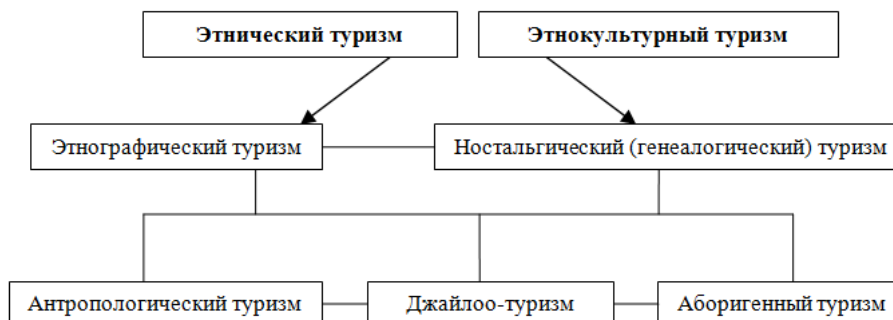 Этнический туризм
Этнокультурный туризм
Этнографический туризм
Ностальгический (генеалогический) туризм
Антропологический туризм
Джайлоо-туризм
Аборигенный туризм